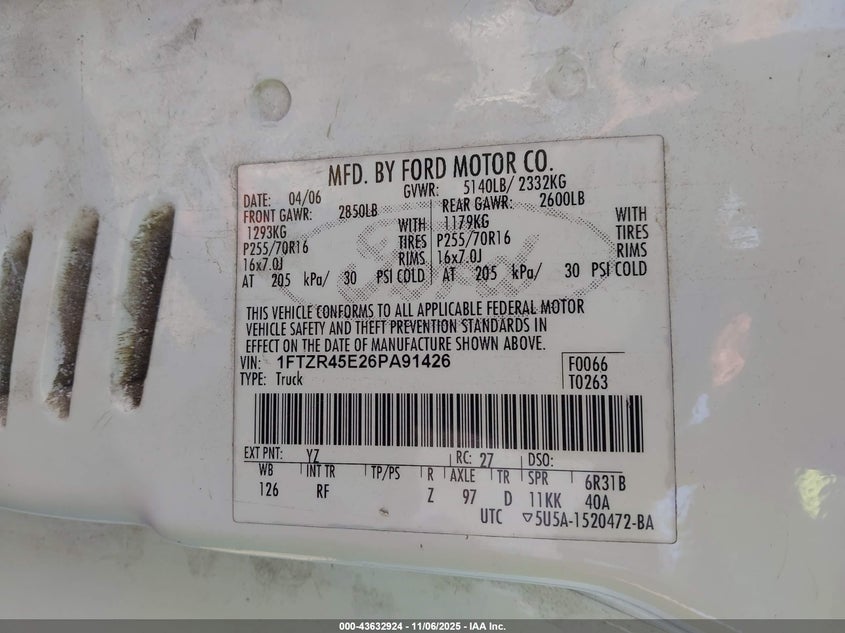 MFD. BY FORD MOTOR CO.
DATE: 04/06 GVWR: 5140LB/ 2332KG
FRONT GAWR: 2850LB REAR GAWR: 2600LB
1293KG WITH 1179KG WITH
P255/70R16 TIRES P255/70R16 TIRES
16x7.0J RIMS 16x7.0J RIMS
AT 205 kPa/ 30 PSI COLD AT 205 kPa/ 30 PSI COLD
THIS VEHICLE CONFORMS TO ALL APPLICABLE FEDERAL MOTOR
VEHICLE SAFETY AND THEFT PREVENTION STANDARDS IN
EFFECT ON THE DATE OF MANUFACTURE SHOWN ABOVE.
VIN: 1FTZR45E26PA91426 F0066
TYPE: Truck T0263
EXT PNT: YZ RC: 27 DSO:
WB INT TR TP/PS R AXLE TR SPR 6R31B
126 RF Z 97 D 11KK 40A
UTC ▽5U5A-1520472-BA
Ford
000-43632924 - 11/06/2025 - IAA Inc.